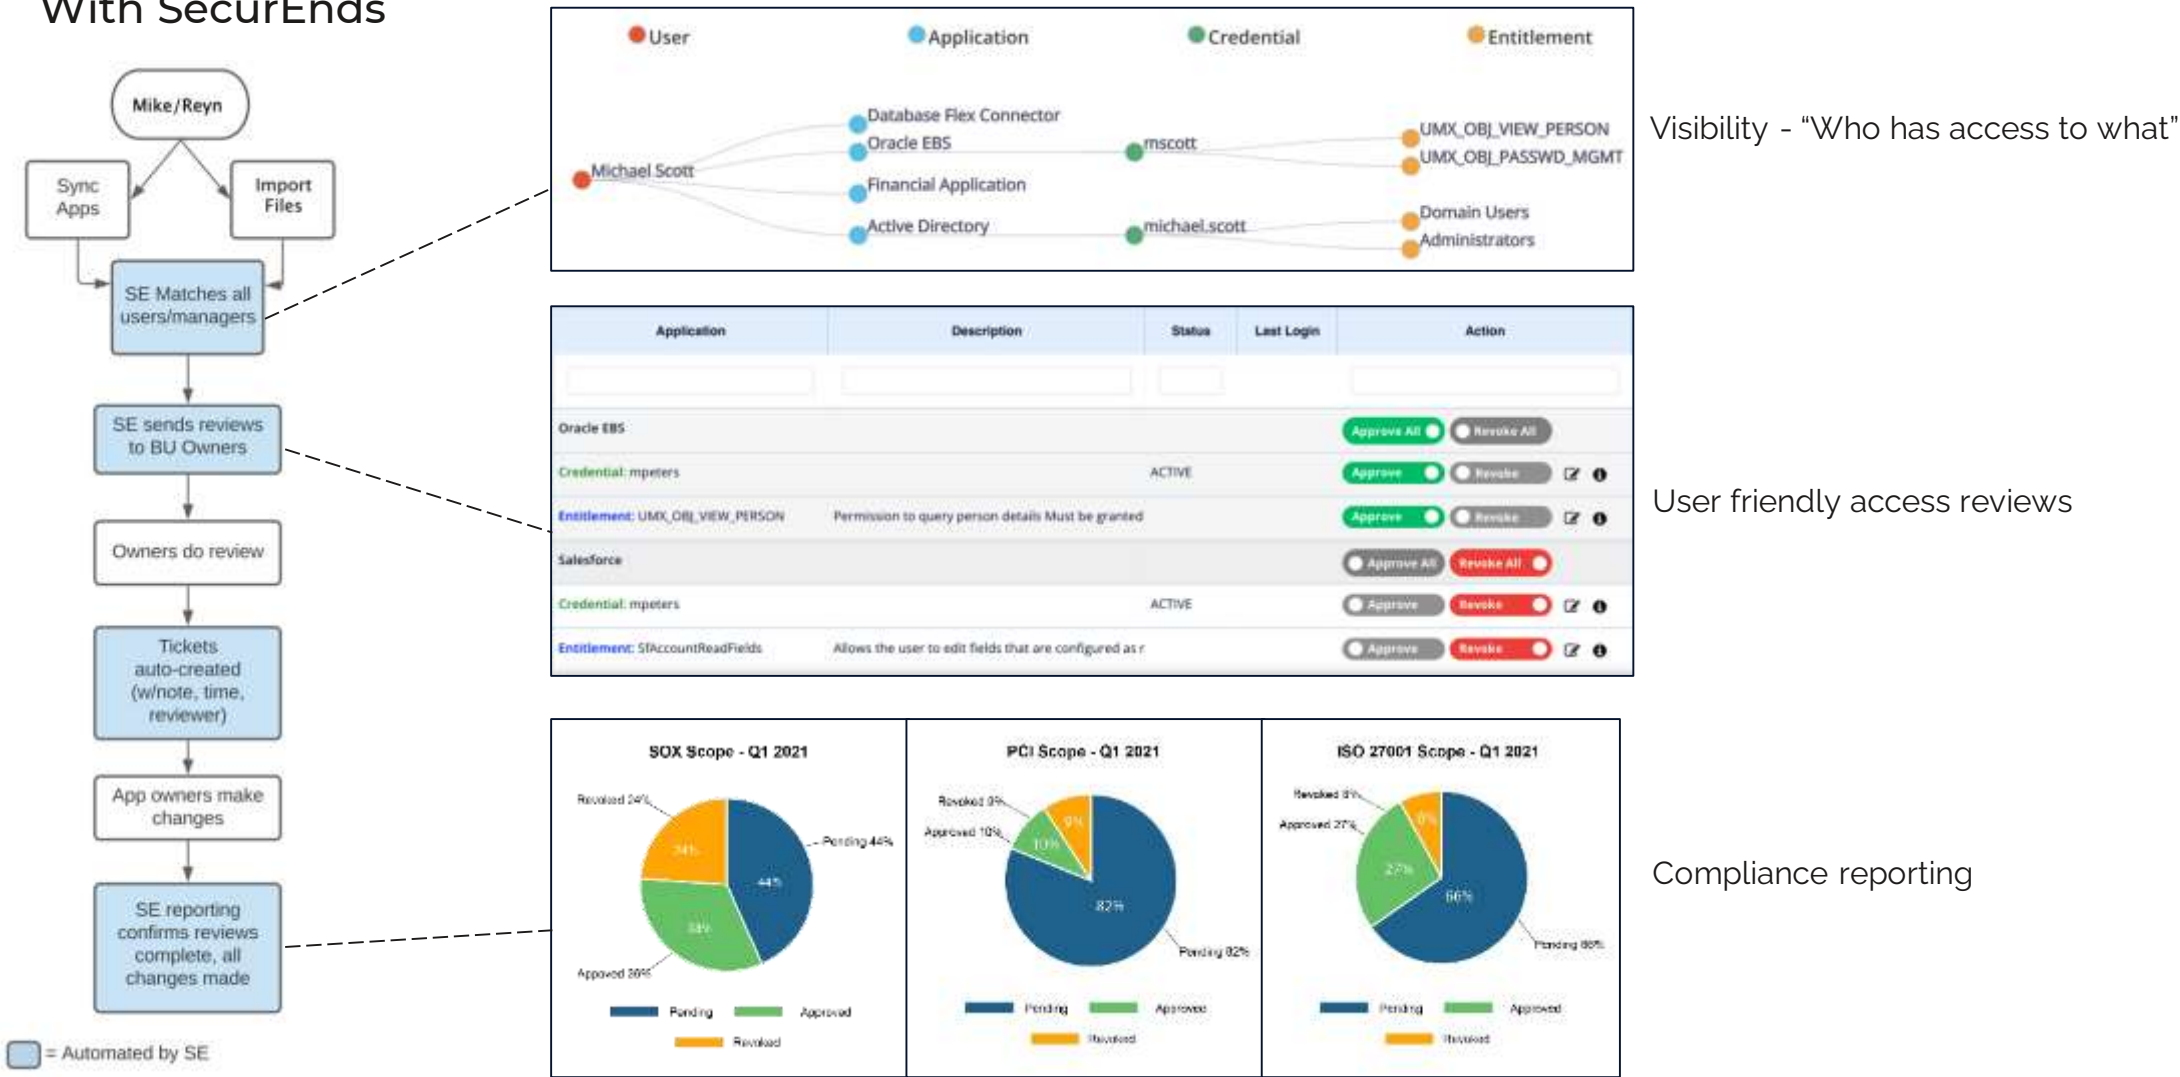 With SecurEnds
Mike/Reyn
Sync
Apps
Import
Files
SE Matches all
users/managers
SE sends reviews
to BU Owners
Owners do review
Tickets
auto-created
(w/note, time,
reviewer)
App owners make
changes
SE reporting
confirms reviews
complete, all
changes made
= Automated by SE
User Application Credential Entitlement
Michael Scott
Database Flex Connector
Oracle EBS
Financial Application
Active Directory
mscott
michael.scott
UMX_OBJ_VIEW_PERSON
UMX_OBJ_PASSWD_MGMT
Domain Users
Administrators
Visibility - “Who has access to what”
Application Description Status Last Login Action
Oracle EBS Approve All Revoke All
Credential: mpeters ACTIVE Approve Revoke
Entitlement: UMX_OBJ_VIEW_PERSON Permission to query person details Must be granted Approve Revoke
Salesforce Approve All Revoke All
Credential: mpeters ACTIVE Approve Revoke
Entitlement: SfAccountReadFields Allows the user to edit fields that are configured as r Approve Revoke
User friendly access reviews
SOX Scope - Q1 2021
Revoked 24%
Pending 44%
24%
44%
Appoved
Pending Approved
Revoked
PCI Scope - Q1 2021
Revoked 9%
Approved 10%
9%
10%
82%
Pending 82%
Pending Approved
Revoked
ISO 27001 Scope - Q1 2021
Revoked 8%
Approved 27%
27%
66%
Pending 66%
Pending Approved
Revoked
Compliance reporting